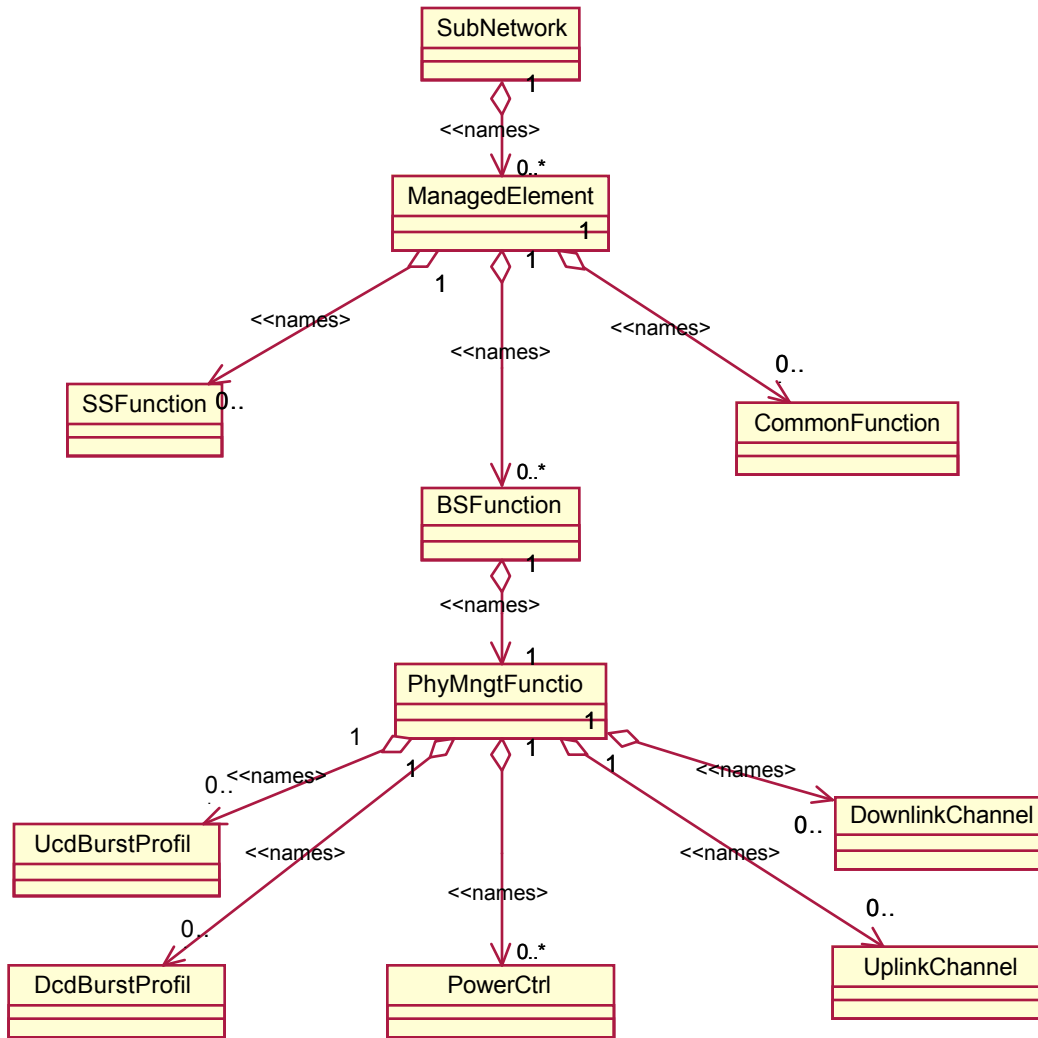 SubNetwork
1
<<names>
0..*
ManagedElement
1
1
1
<<names>
<<names>
<<names>
0..
SSFunction
0..
CommonFunction
0..*
BSFunction
1
<<names>
1
PhyMngtFunctio
1
1
1
1
1
<<names>
<<names>
0..
DownlinkChannel
0..
UcdBurstProfil
<<names>
<<names>
<<names>
0..
0..
0..*
UplinkChannel
DcdBurstProfil
PowerCtrl